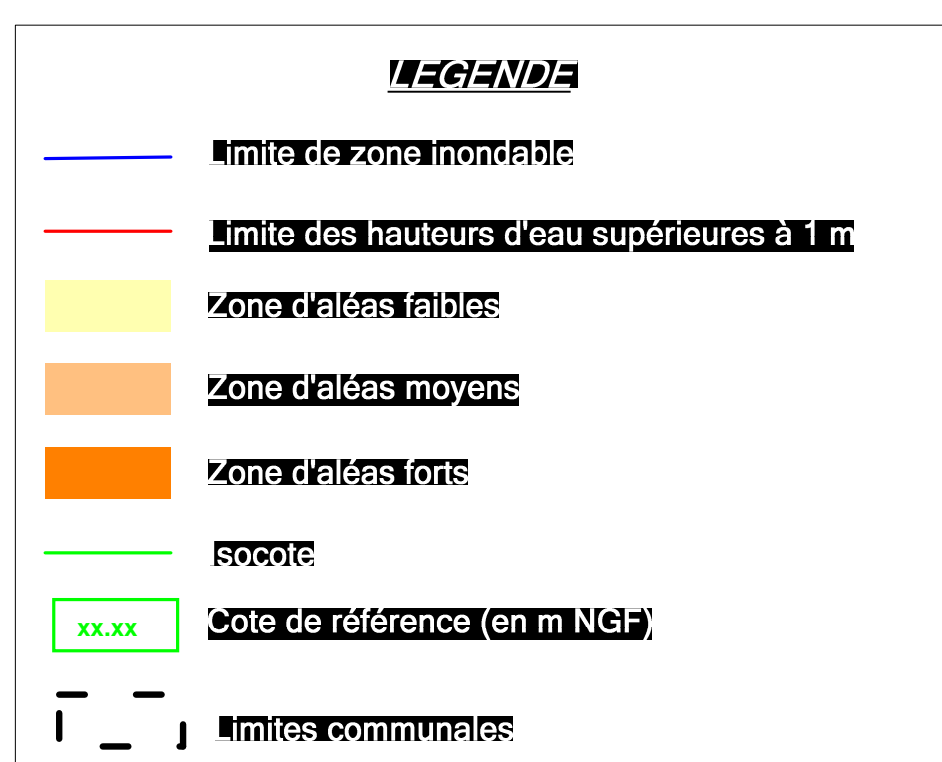 LEGENDE
Limite de zone inondable
Limite des hauteurs d'eau supérieures à 1 m
Zone d'aléas faibles
Zone d'aléas moyens
Zone d'aléas forts
Isocote
xx.xx Cote de référence (en m NGF)
Limites communales